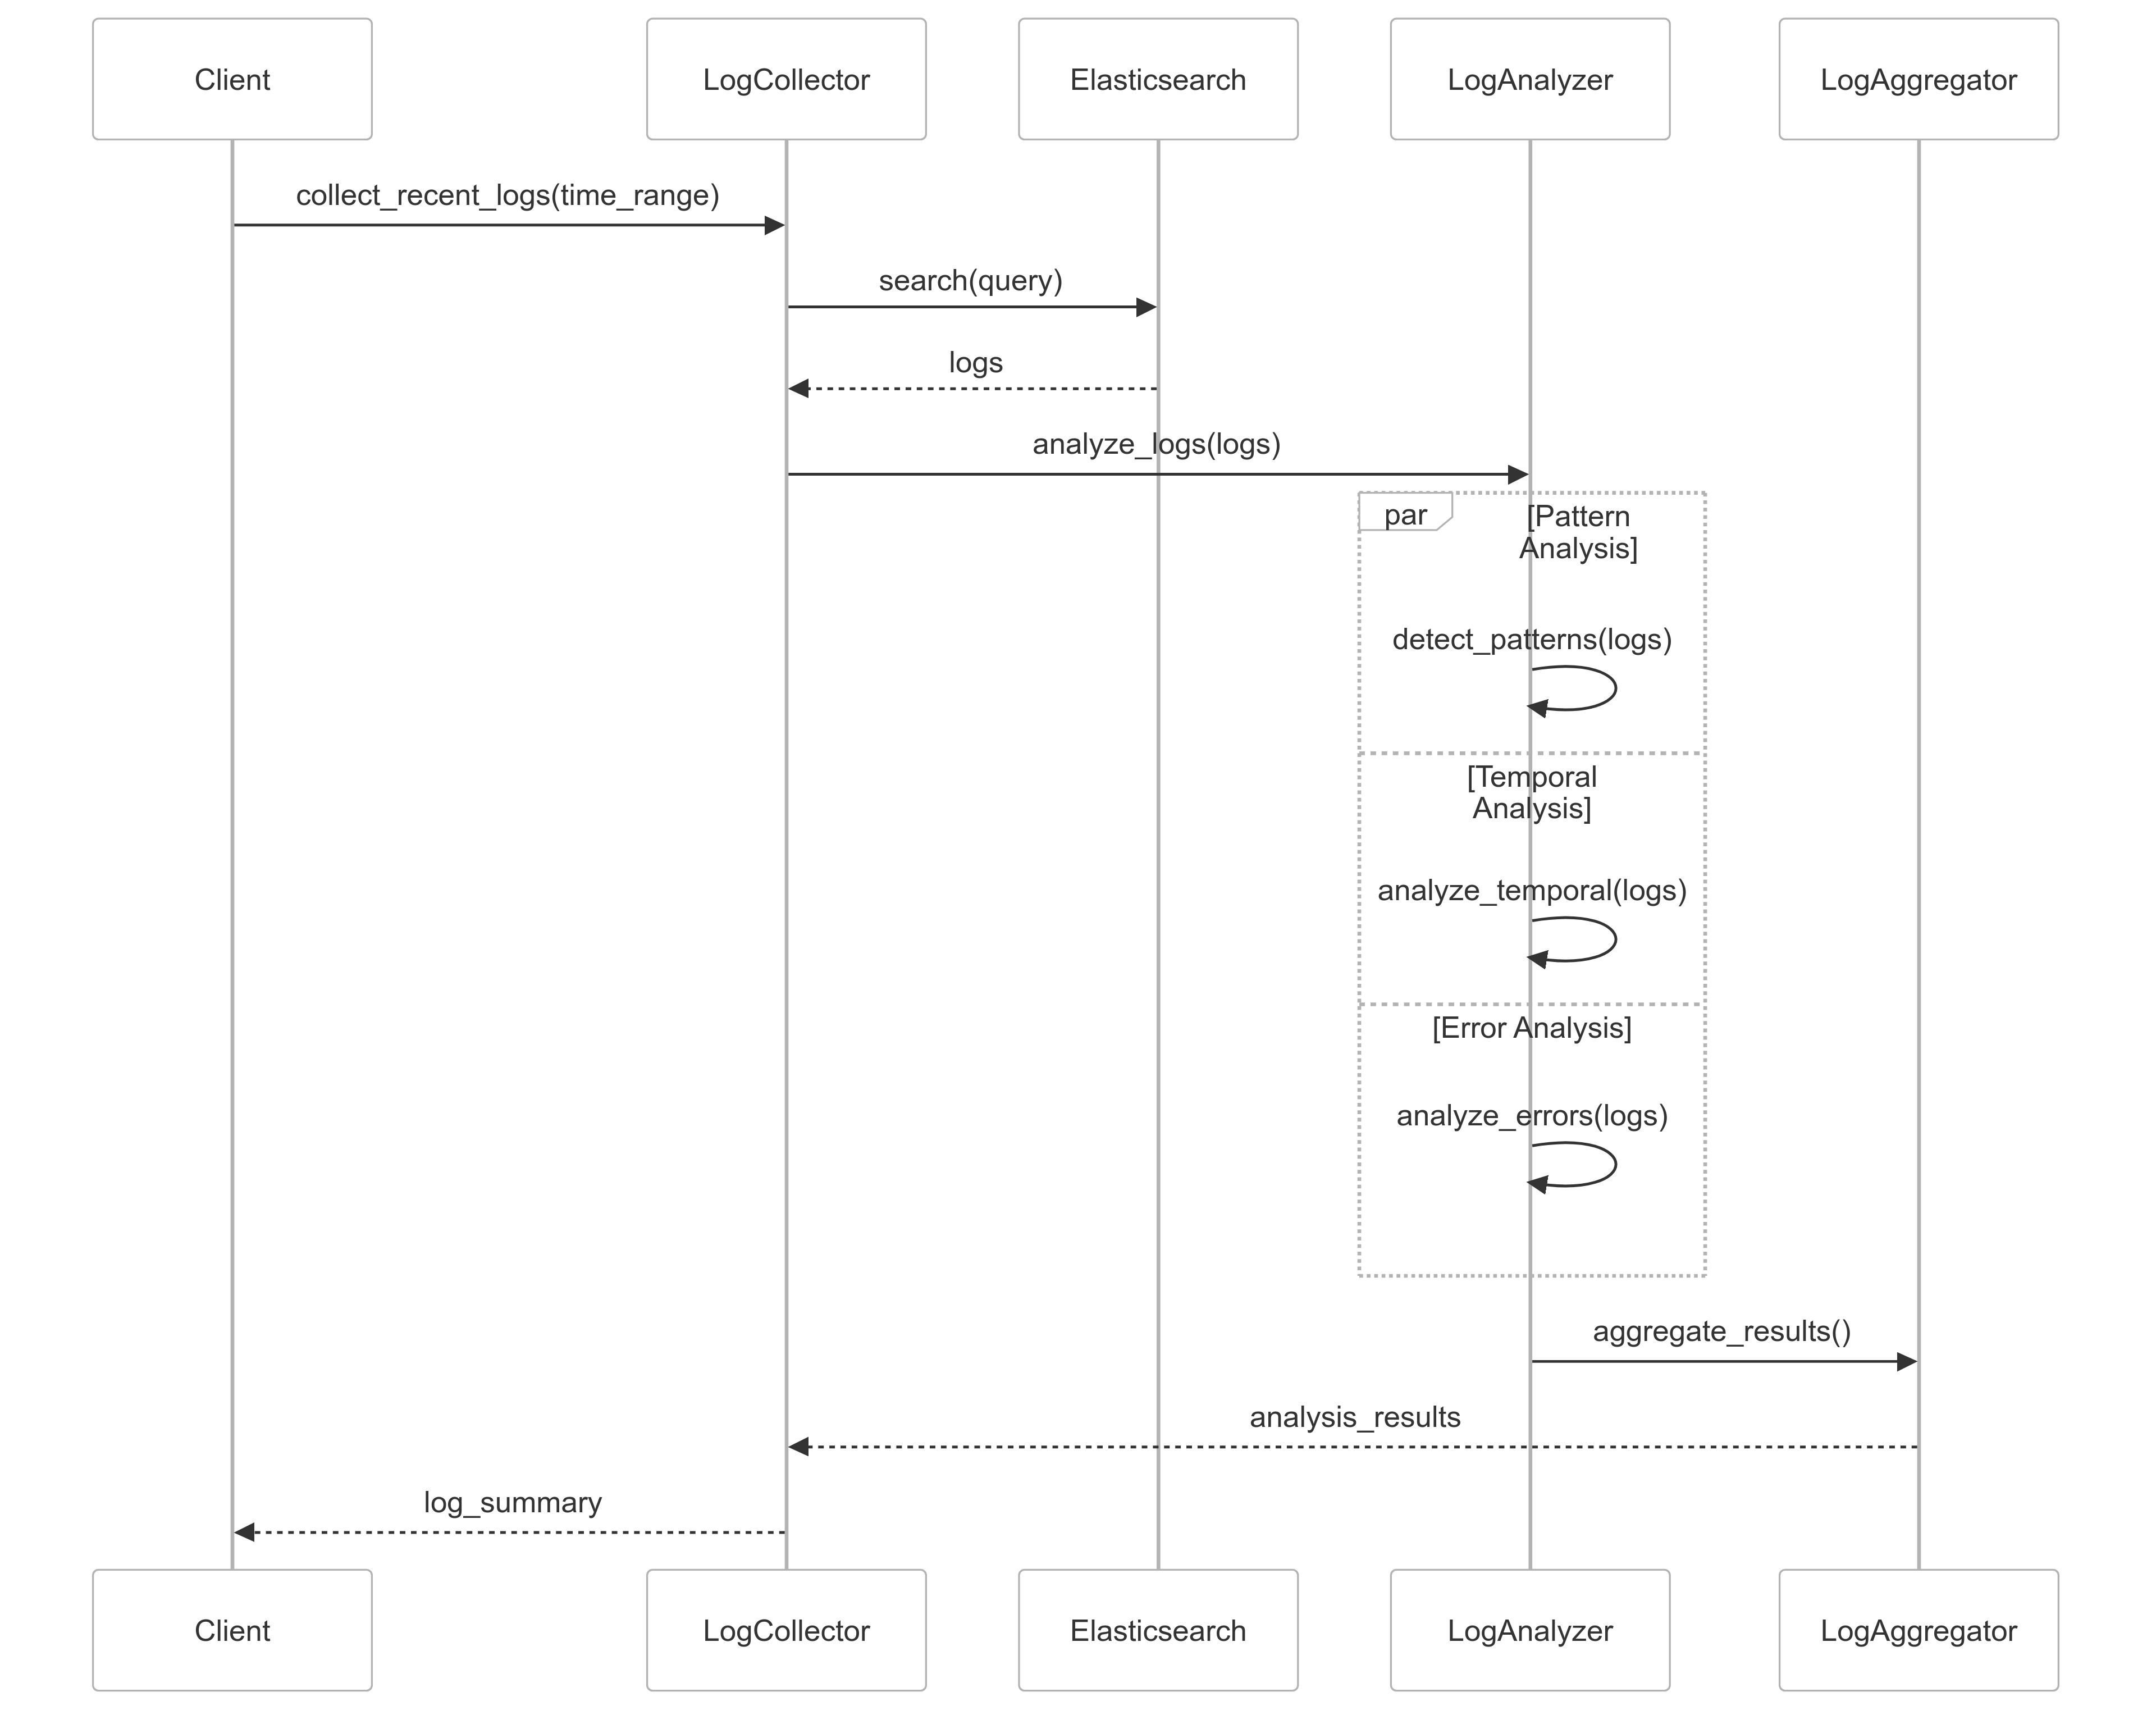 Client
LogCollector
Elasticsearch
LogAnalyzer
LogAggregator
collect_recent_logs(time_range)
search(query)
logs
analyze_logs(logs)
par
[Pattern
Analysis]
detect_patterns(logs)
[Temporal
Analysis]
analyze_temporal(logs)
[Error Analysis]
analyze_errors(logs)
aggregate_results()
analysis_results
log_summary
Client
LogCollector
Elasticsearch
LogAnalyzer
LogAggregator